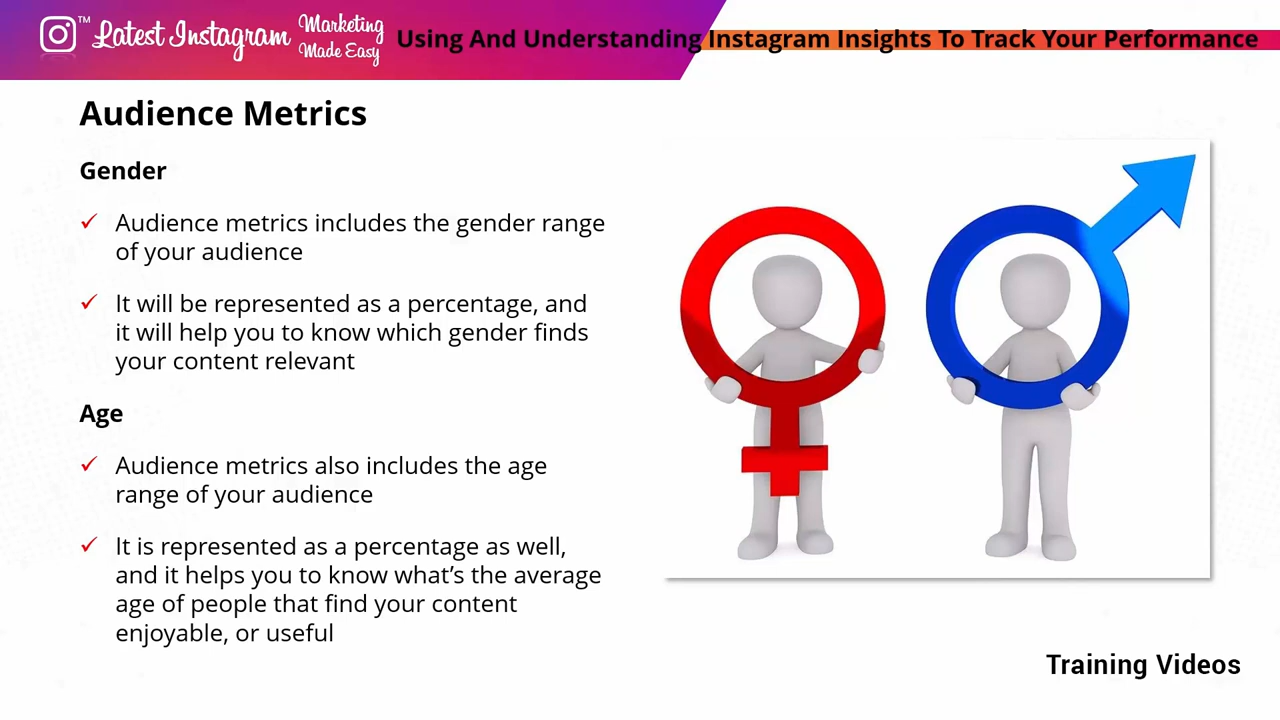 Latest Instagram
Marketing
Made Easy
TM
Using And Understanding Instagram Insights To Track Your Performance
Audience Metrics
Gender
Audience metrics includes the gender range
of your audience
It will be represented as a percentage, and
it will help you to know which gender finds
your content relevant
Age
Audience metrics also includes the age
range of your audience
It is represented as a percentage as well,
and it helps you to know what’s the average
age of people that find your content
enjoyable, or useful
Training Videos